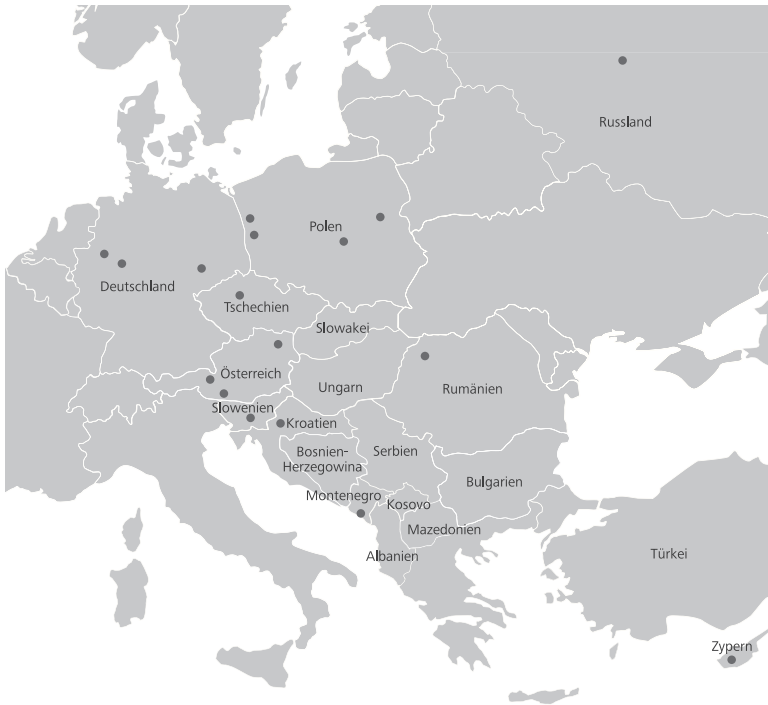 Russland
Polen
Deutschland
Tschechien
Slowakei
Österreich
Ungarn
Rumänien
Slowenien
Kroatien
Serbien
Bosnien-
Herzegowina
Bulgarien
Montenegro
Kosovo
Mazedonien
Albanien
Türkei
Zypern